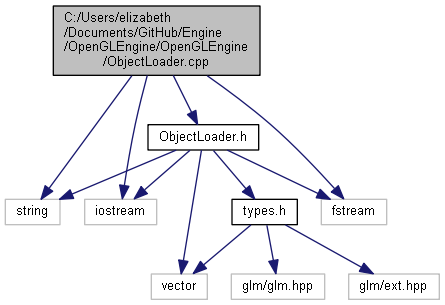 C:/Users/elizabeth
/Documents/GitHub/Engine
/OpenGLEngine/OpenGLEngine
/ObjectLoader.cpp
ObjectLoader.h
string
iostream
types.h
fstream
vector
glm/glm.hpp
glm/ext.hpp